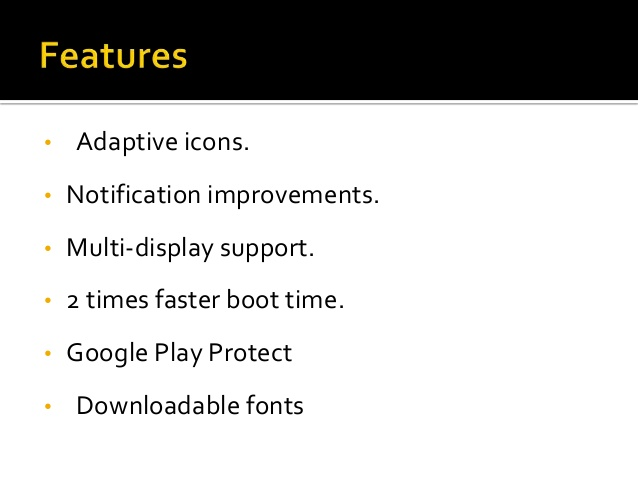 Features
• Adaptive icons.
• Notification improvements.
• Multi-display support.
• 2 times faster boot time.
• Google Play Protect
• Downloadable fonts